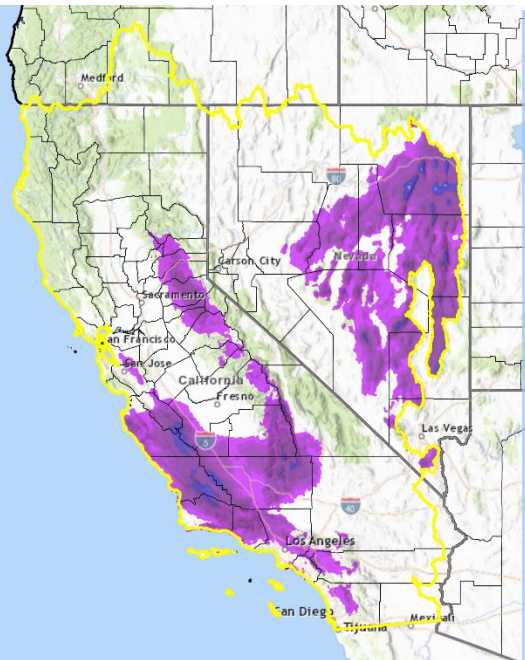 Medford
80
Nevada
Carson City
Sacramento
an Francisco
San Jose
California
Fresno
5
Las Vegas
40
Los Angeles
San Diego
Tijuana
Mexicali